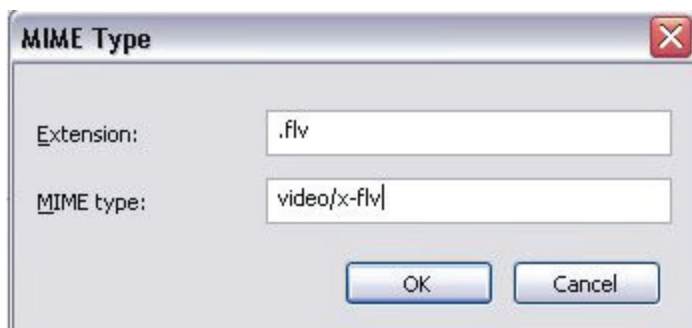 MIME Type
Extension: .flv
MIME type: video/x-flv
OK Cancel